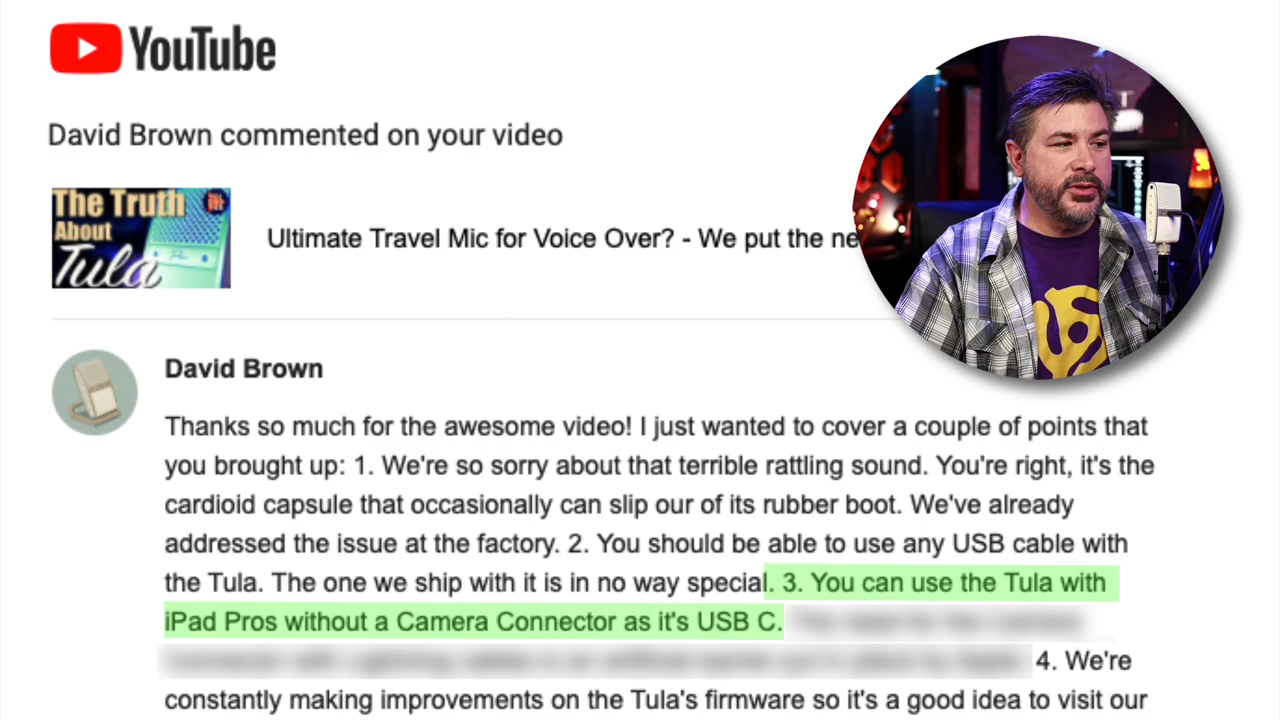 YouTube
David Brown commented on your video
The Truth
About
Tula
Ultimate Travel Mic for Voice Over? - We put the ne
David Brown
Thanks so much for the awesome video! I just wanted to cover a couple of points that
you brought up: 1. We're so sorry about that terrible rattling sound. You're right, it's the
cardioid capsule that occasionally can slip our of its rubber boot. We've already
addressed the issue at the factory. 2. You should be able to use any USB cable with
the Tula. The one we ship with it is in no way special. 3. You can use the Tula with
iPad Pros without a Camera Connector as it's USB C.
4. We're
constantly making improvements on the Tula's firmware so it's a good idea to visit our